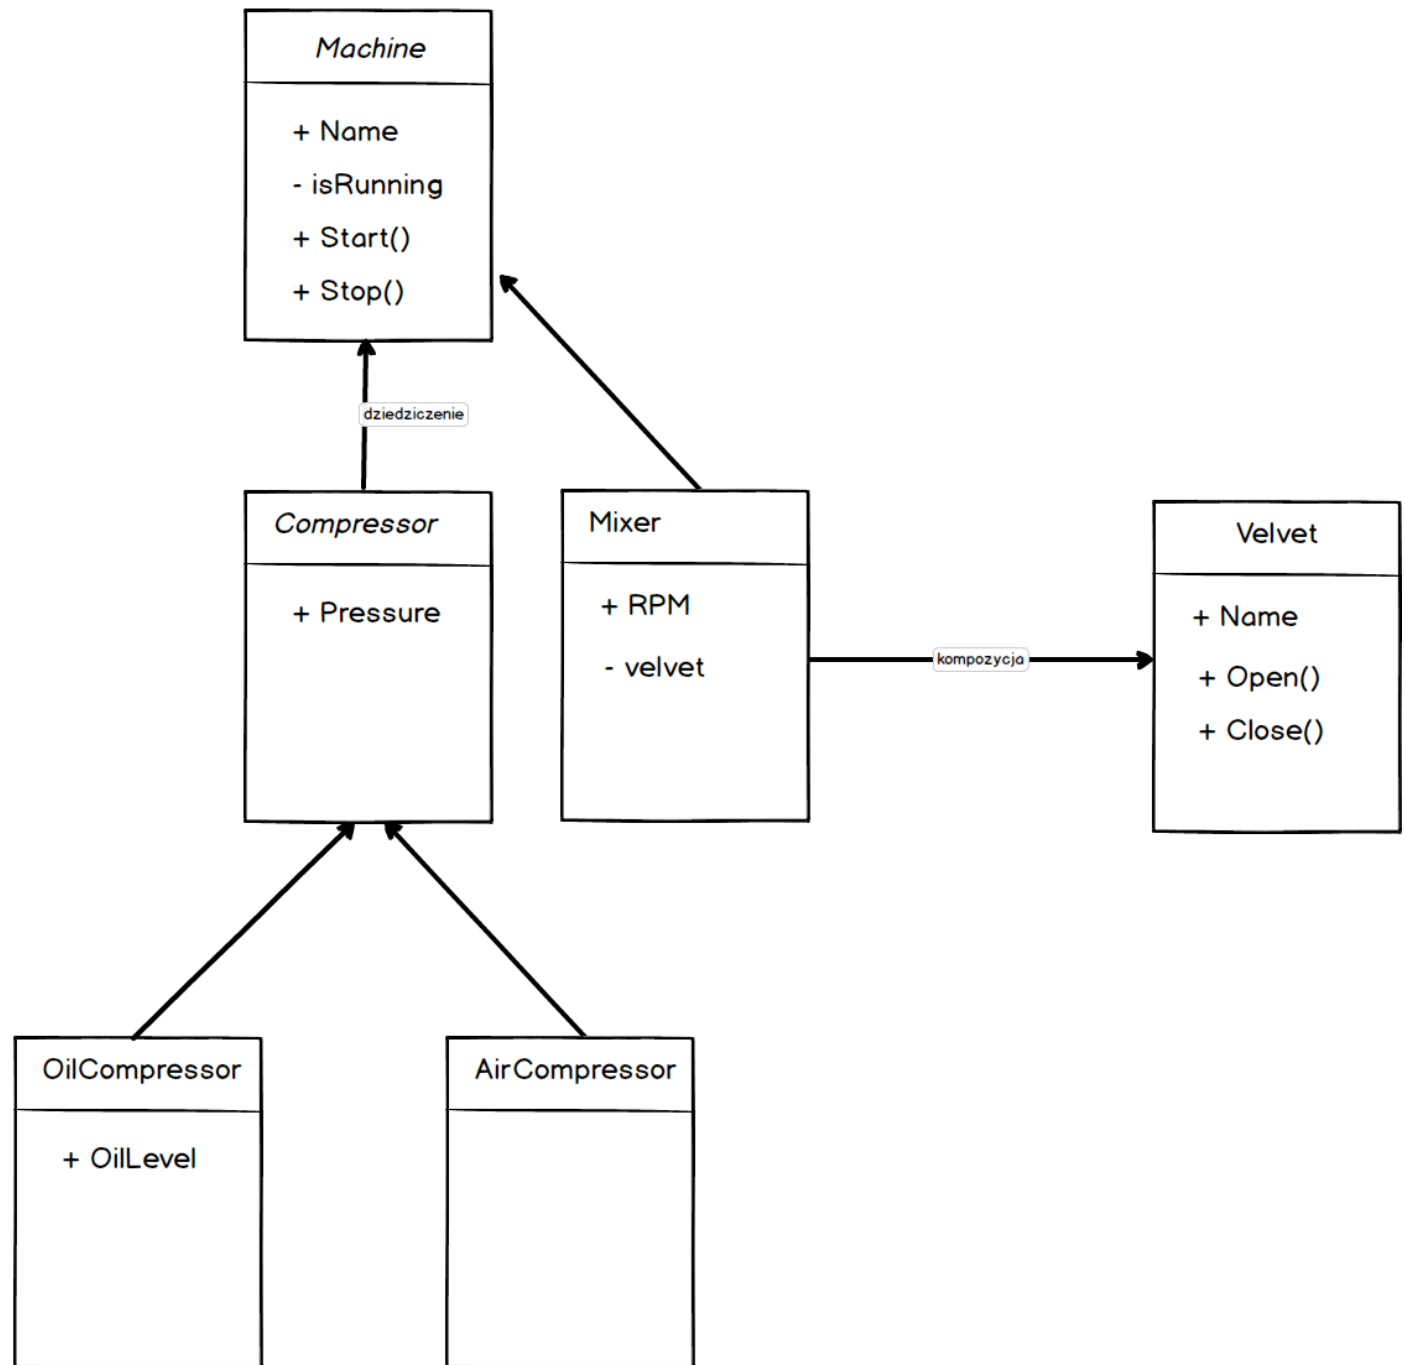 Machine
+ Name
- isRunning
+ Start()
+ Stop()
dziedziczenie
Compressor
+ Pressure
Mixer
+ RPM
- velvet
kompozycja
Velvet
+ Name
+ Open()
+ Close()
OilCompressor
+ OilLevel
AirCompressor